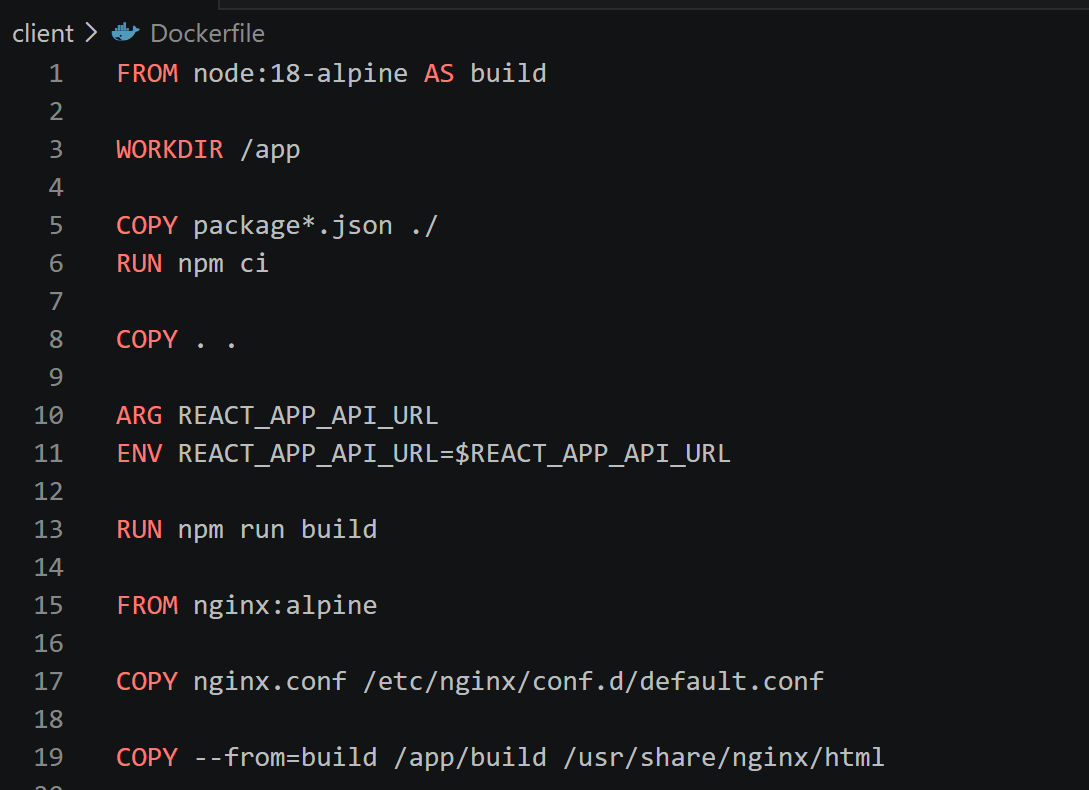 client > Dockerfile
1 FROM node:18-alpine AS build
2
3 WORKDIR /app
4
5 COPY package*.json ./
6 RUN npm ci
7
8 COPY . .
9
10 ARG REACT_APP_API_URL
11 ENV REACT_APP_API_URL=$REACT_APP_API_URL
12
13 RUN npm run build
14
15 FROM nginx:alpine
16
17 COPY nginx.conf /etc/nginx/conf.d/default.conf
18
19 COPY --from=build /app/build /usr/share/nginx/html